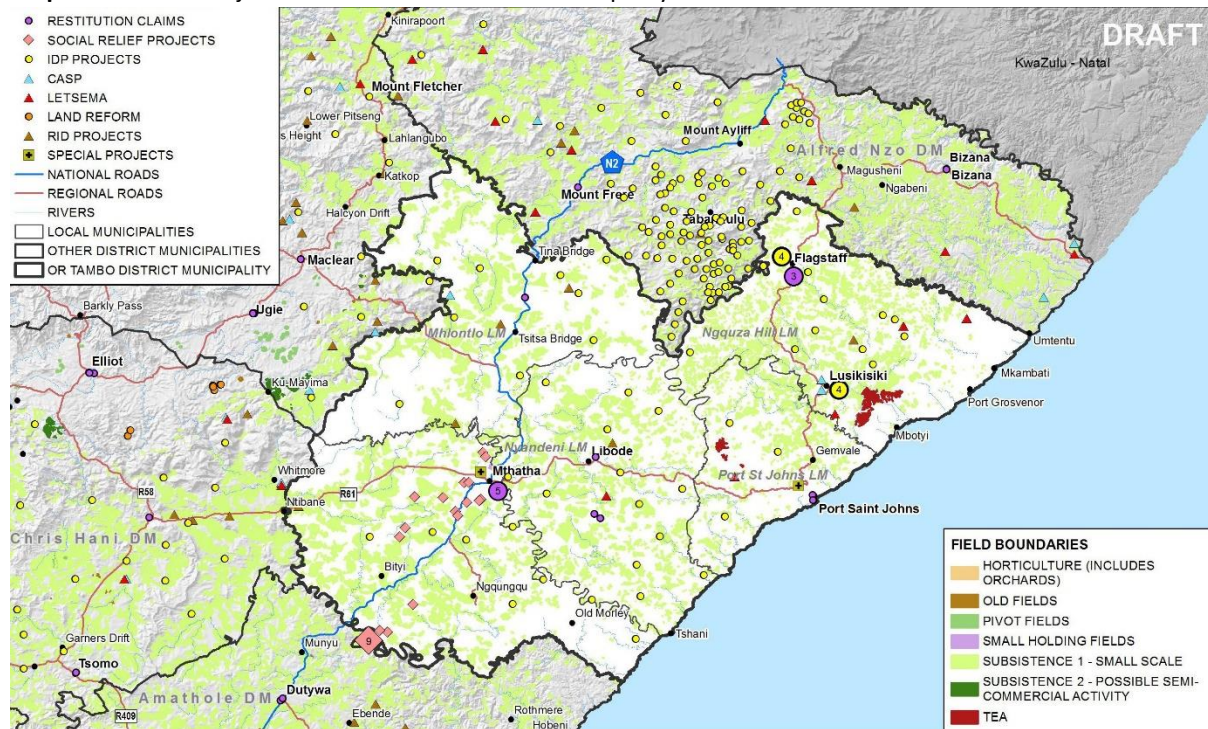 RESTITUTION CLAIMS
SOCIAL RELIEF PROJECTS
IDP PROJECTS
CASP
LETSEMA
LAND REFORM
RID PROJECTS
SPECIAL PROJECTS
NATIONAL ROADS
REGIONAL ROADS
RIVERS
LOCAL MUNICIPALITIES
OTHER DISTRICT MUNICIPALITIES
OR TAMBO DISTRICT MUNICIPALITY
DRAFT
KwaZulu - Natal
Kinirapoort
Mount Fletcher
Lower Pitseng
s Height
Lahlangubo
Katkop
Halcyon Drift
Maclear
Mount Ayliff
N2
Mount Frere
Alfred Nzo DM
Magusheni
Bizana
Bizana
Ngabeni
Tabankulu
Tina Bridge
4
Flagstaff
3
Barkly Pass
Ugie
Mhlontlo LM
Tsitsa Bridge
Ngquza Hill LM
Umtentu
Elliot
Ku-Mayima
Lusikisiki
4
Mkambati
Port Grosvenor
Mbotyi
Nyandeni LM
Libode
Gemvale
Whitmore
Mthatha
Port St Johns LM
R58
R61
5
Ntibane
Port Saint Johns
Chris Hani DM
Bityi
Ngqungqu
Old Morley
Tshani
9
Garners Drift
Munyu
Tsomo
Amathole DM
Dutywa
R409
Ebende
Rothmere
Hobeni
FIELD BOUNDARIES
HORTICULTURE (INCLUDES
ORCHARDS)
OLD FIELDS
PIVOT FIELDS
SMALL HOLDING FIELDS
SUBSISTENCE 1 - SMALL SCALE
SUBSISTENCE 2 - POSSIBLE SEMI-
COMMERCIAL ACTIVITY
TEA